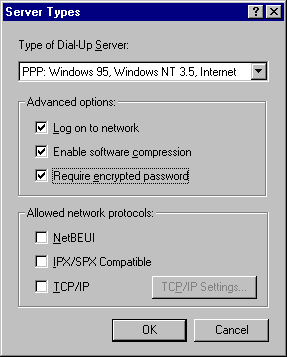 Server Types
Type of Dial-Up Server:
PPP: Windows 95, Windows NT 3.5, Internet
Advanced options:
Log on to network
Enable software compression
Require encrypted password
Allowed network protocols:
NetBEUI
IPX/SPX Compatible
TCP/IP
TCP/IP Settings...
OK
Cancel